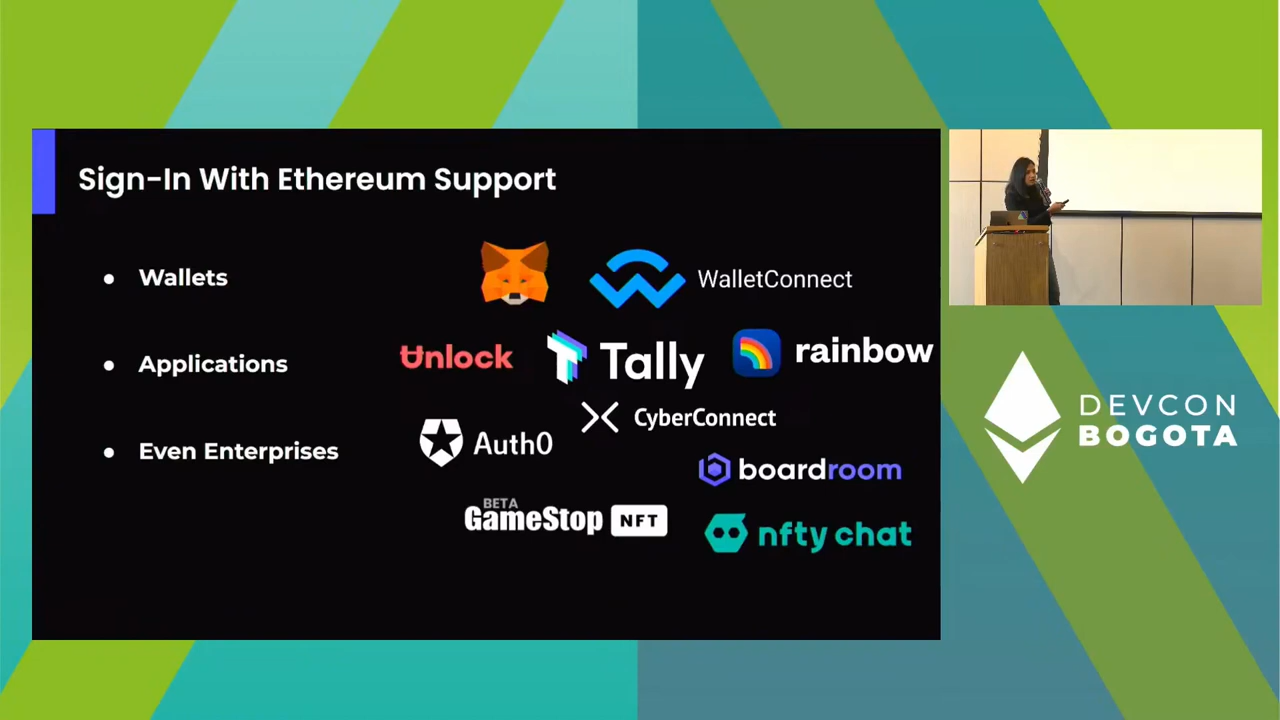 Sign-In With Ethereum Support
• Wallets
WalletConnect
• Applications
Unlock
Tally
rainbow
CyberConnect
• Even Enterprises
Auth0
boardroom
BETA
GameStop NFT
nfty chat
DEVCON
BOGOTA